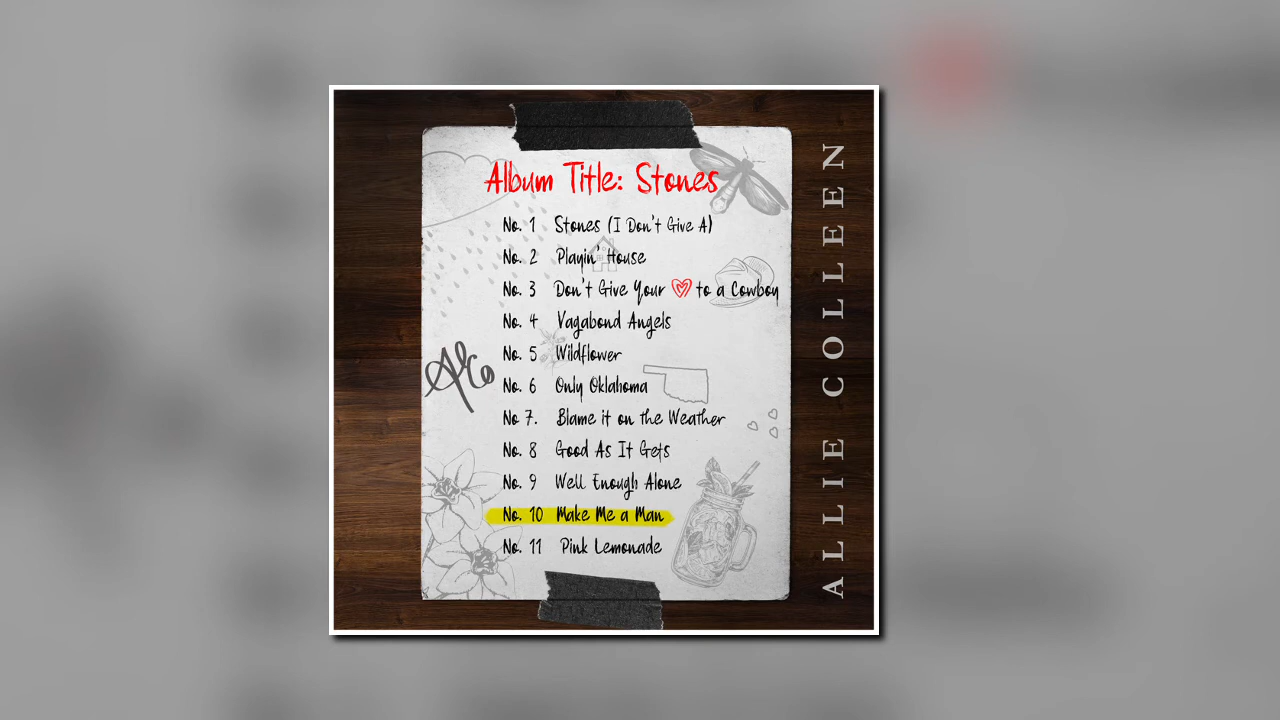 Album Title: Stones
No. 1 Stones (I Don't Give A)
No. 2 Playin' House
No. 3 Don't Give Your ♥ to a Cowboy
No. 4 Vagabond Angels
No. 5 Wildflower
No. 6 Only Oklahoma
No 7. Blame it on the Weather
No. 8 Good As It Gets
No. 9 Well Enough Alone
No. 10 Make Me a Man
No. 11 Pink Lemonade
ALLIE COLLEEN